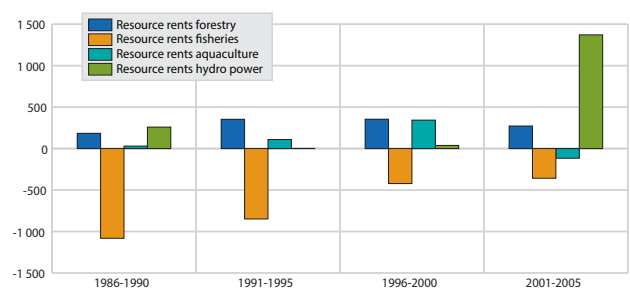 1 500
1 000
500
0
-500
-1 000
-1 500
Resource rents forestry
Resource rents fisheries
Resource rents aquaculture
Resource rents hydro power
1986-1990
1991-1995
1996-2000
2001-2005